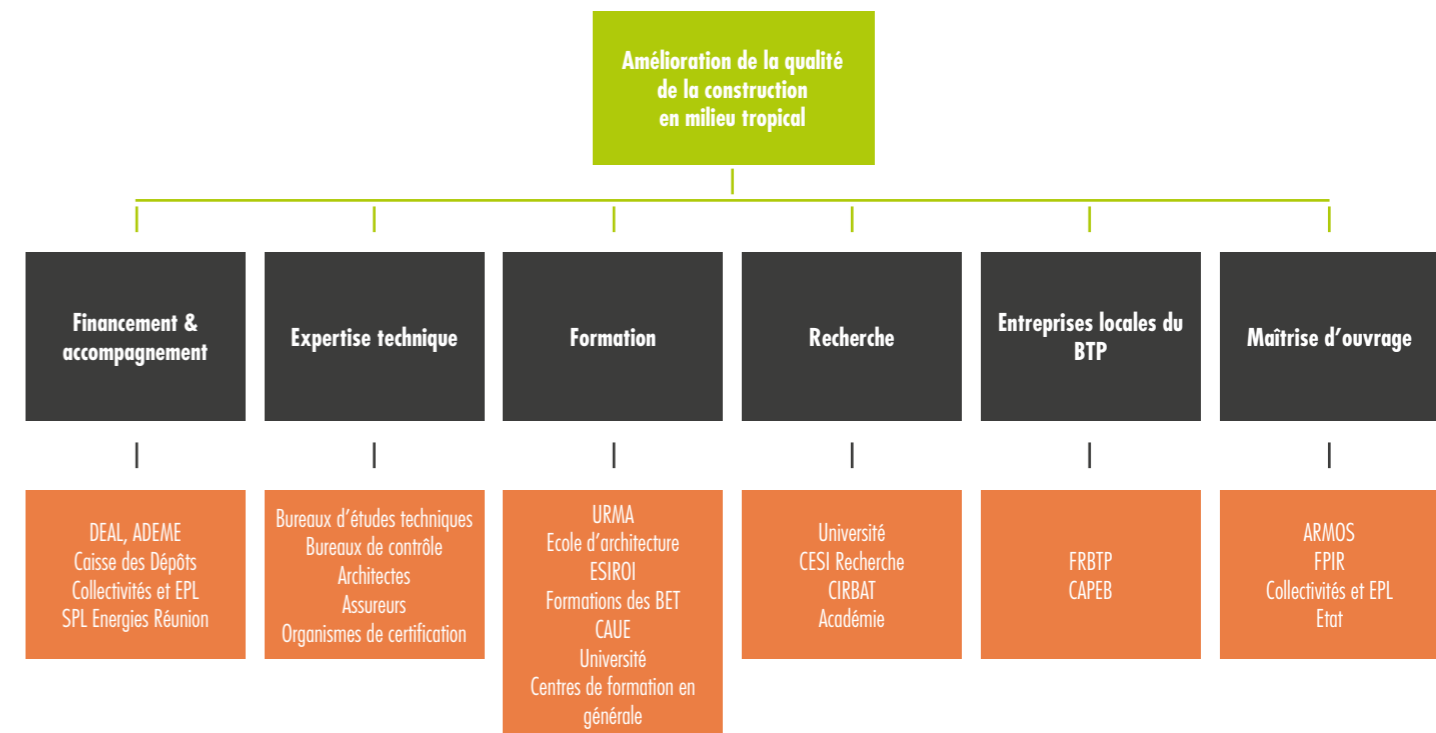 Amélioration de la qualité
de la construction
en milieu tropical
Financement &
accompagnement
Expertise technique
Formation
Recherche
Entreprises locales du
BTP
Maîtrise d'ouvrage
DEAL, ADEME
Caisse des Dépôts
Collectivités et EPL
SPL Energies Réunion
Bureaux d'études techniques
Bureaux de contrôle
Architectes
Assureurs
Organismes de certification
URMA
Ecole d'architecture
ESIROI
Formations des BET
CAUE
Université
Centres de formation en
générale
Université
CESI Recherche
CIRBAT
Académie
FRBTP
CAPEB
ARMOS
FPIR
Collectivités et EPL
Etat